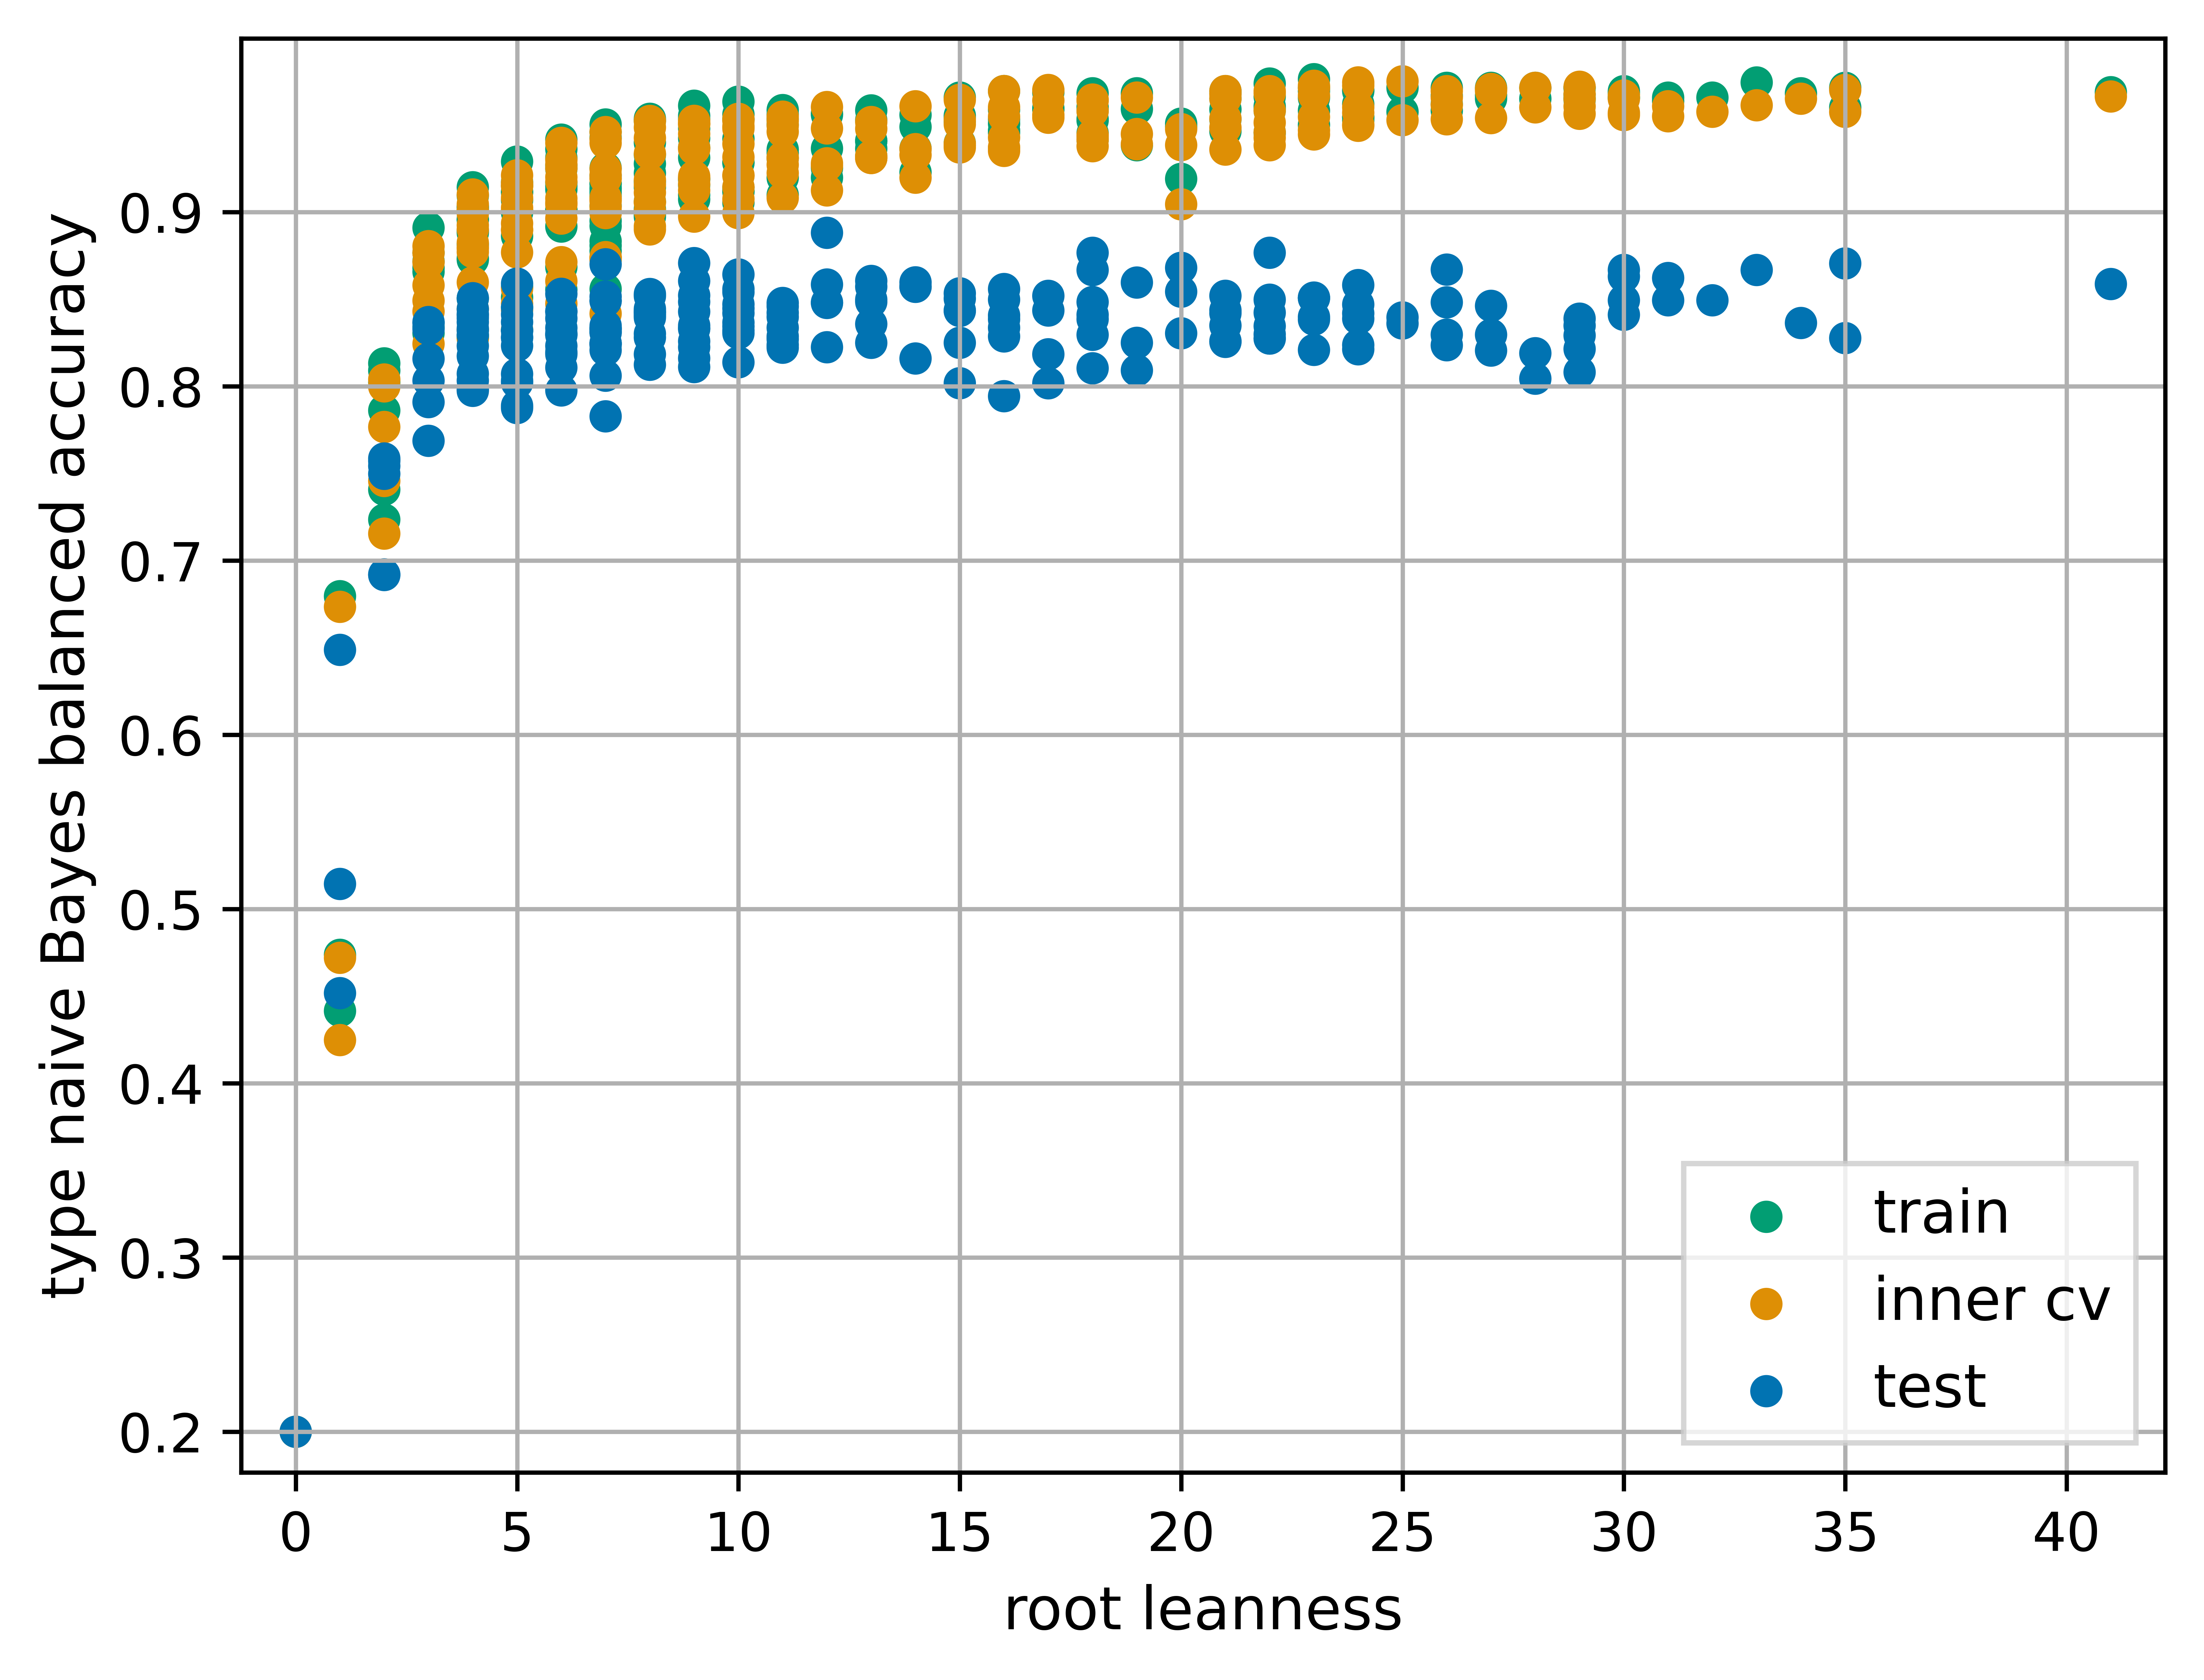 type naive Bayes balanced accuracy
0.9
0.8
0.7
0.6
0.5
0.4
0.3
0.2
train
inner cv
test
0 5 10 15 20 25 30 35 40
root leanness